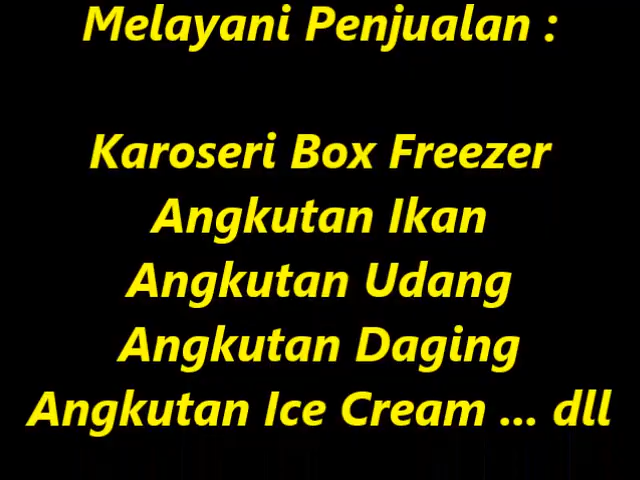 Melayani Penjualan :
Karoseri Box Freezer
Angkutan Ikan
Angkutan Udang
Angkutan Daging
Angkutan Ice Cream ... dll